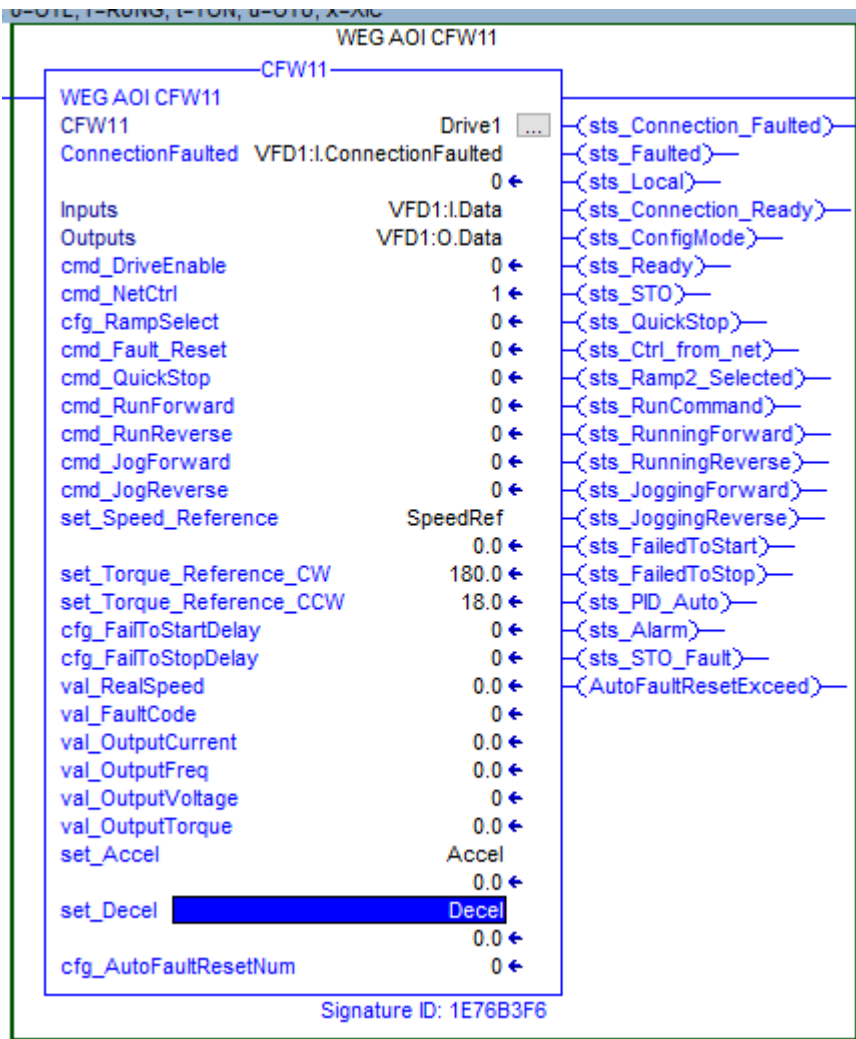 U=OTL, r=RUNG, t=TON, u=OTU, x=XIC
WEG AOI CFW11
CFW11
WEG AOI CFW11
CFW11 Drive1 ...
ConnectionFaulted VFD1:I.ConnectionFaulted
0
Inputs VFD1:I.Data
Outputs VFD1:O.Data
cmd_DriveEnable 0
cmd_NetCtrl 1
cfg_RampSelect 0
cmd_Fault_Reset 0
cmd_QuickStop 0
cmd_RunForward 0
cmd_RunReverse 0
cmd_JogForward 0
cmd_JogReverse 0
set_Speed_Reference SpeedRef
0.0
set_Torque_Reference_CW 180.0
set_Torque_Reference_CCW 18.0
cfg_FailToStartDelay 0
cfg_FailToStopDelay 0
val_RealSpeed 0.0
val_FaultCode 0
val_OutputCurrent 0.0
val_OutputFreq 0.0
val_OutputVoltage 0
val_OutputTorque 0.0
set_Accel Accel
0.0
set_Decel Decel
0.0
cfg_AutoFaultResetNum 0
Signature ID: 1E76B3F6
sts_Connection_Faulted
sts_Faulted
sts_Local
sts_Connection_Ready
sts_ConfigMode
sts_Ready
sts_STO
sts_QuickStop
sts_Ctrl_from_net
sts_Ramp2_Selected
sts_RunCommand
sts_RunningForward
sts_RunningReverse
sts_JoggingForward
sts_JoggingReverse
sts_FailedToStart
sts_FailedToStop
sts_PID_Auto
sts_Alarm
sts_STO_Fault
AutoFaultResetExceed